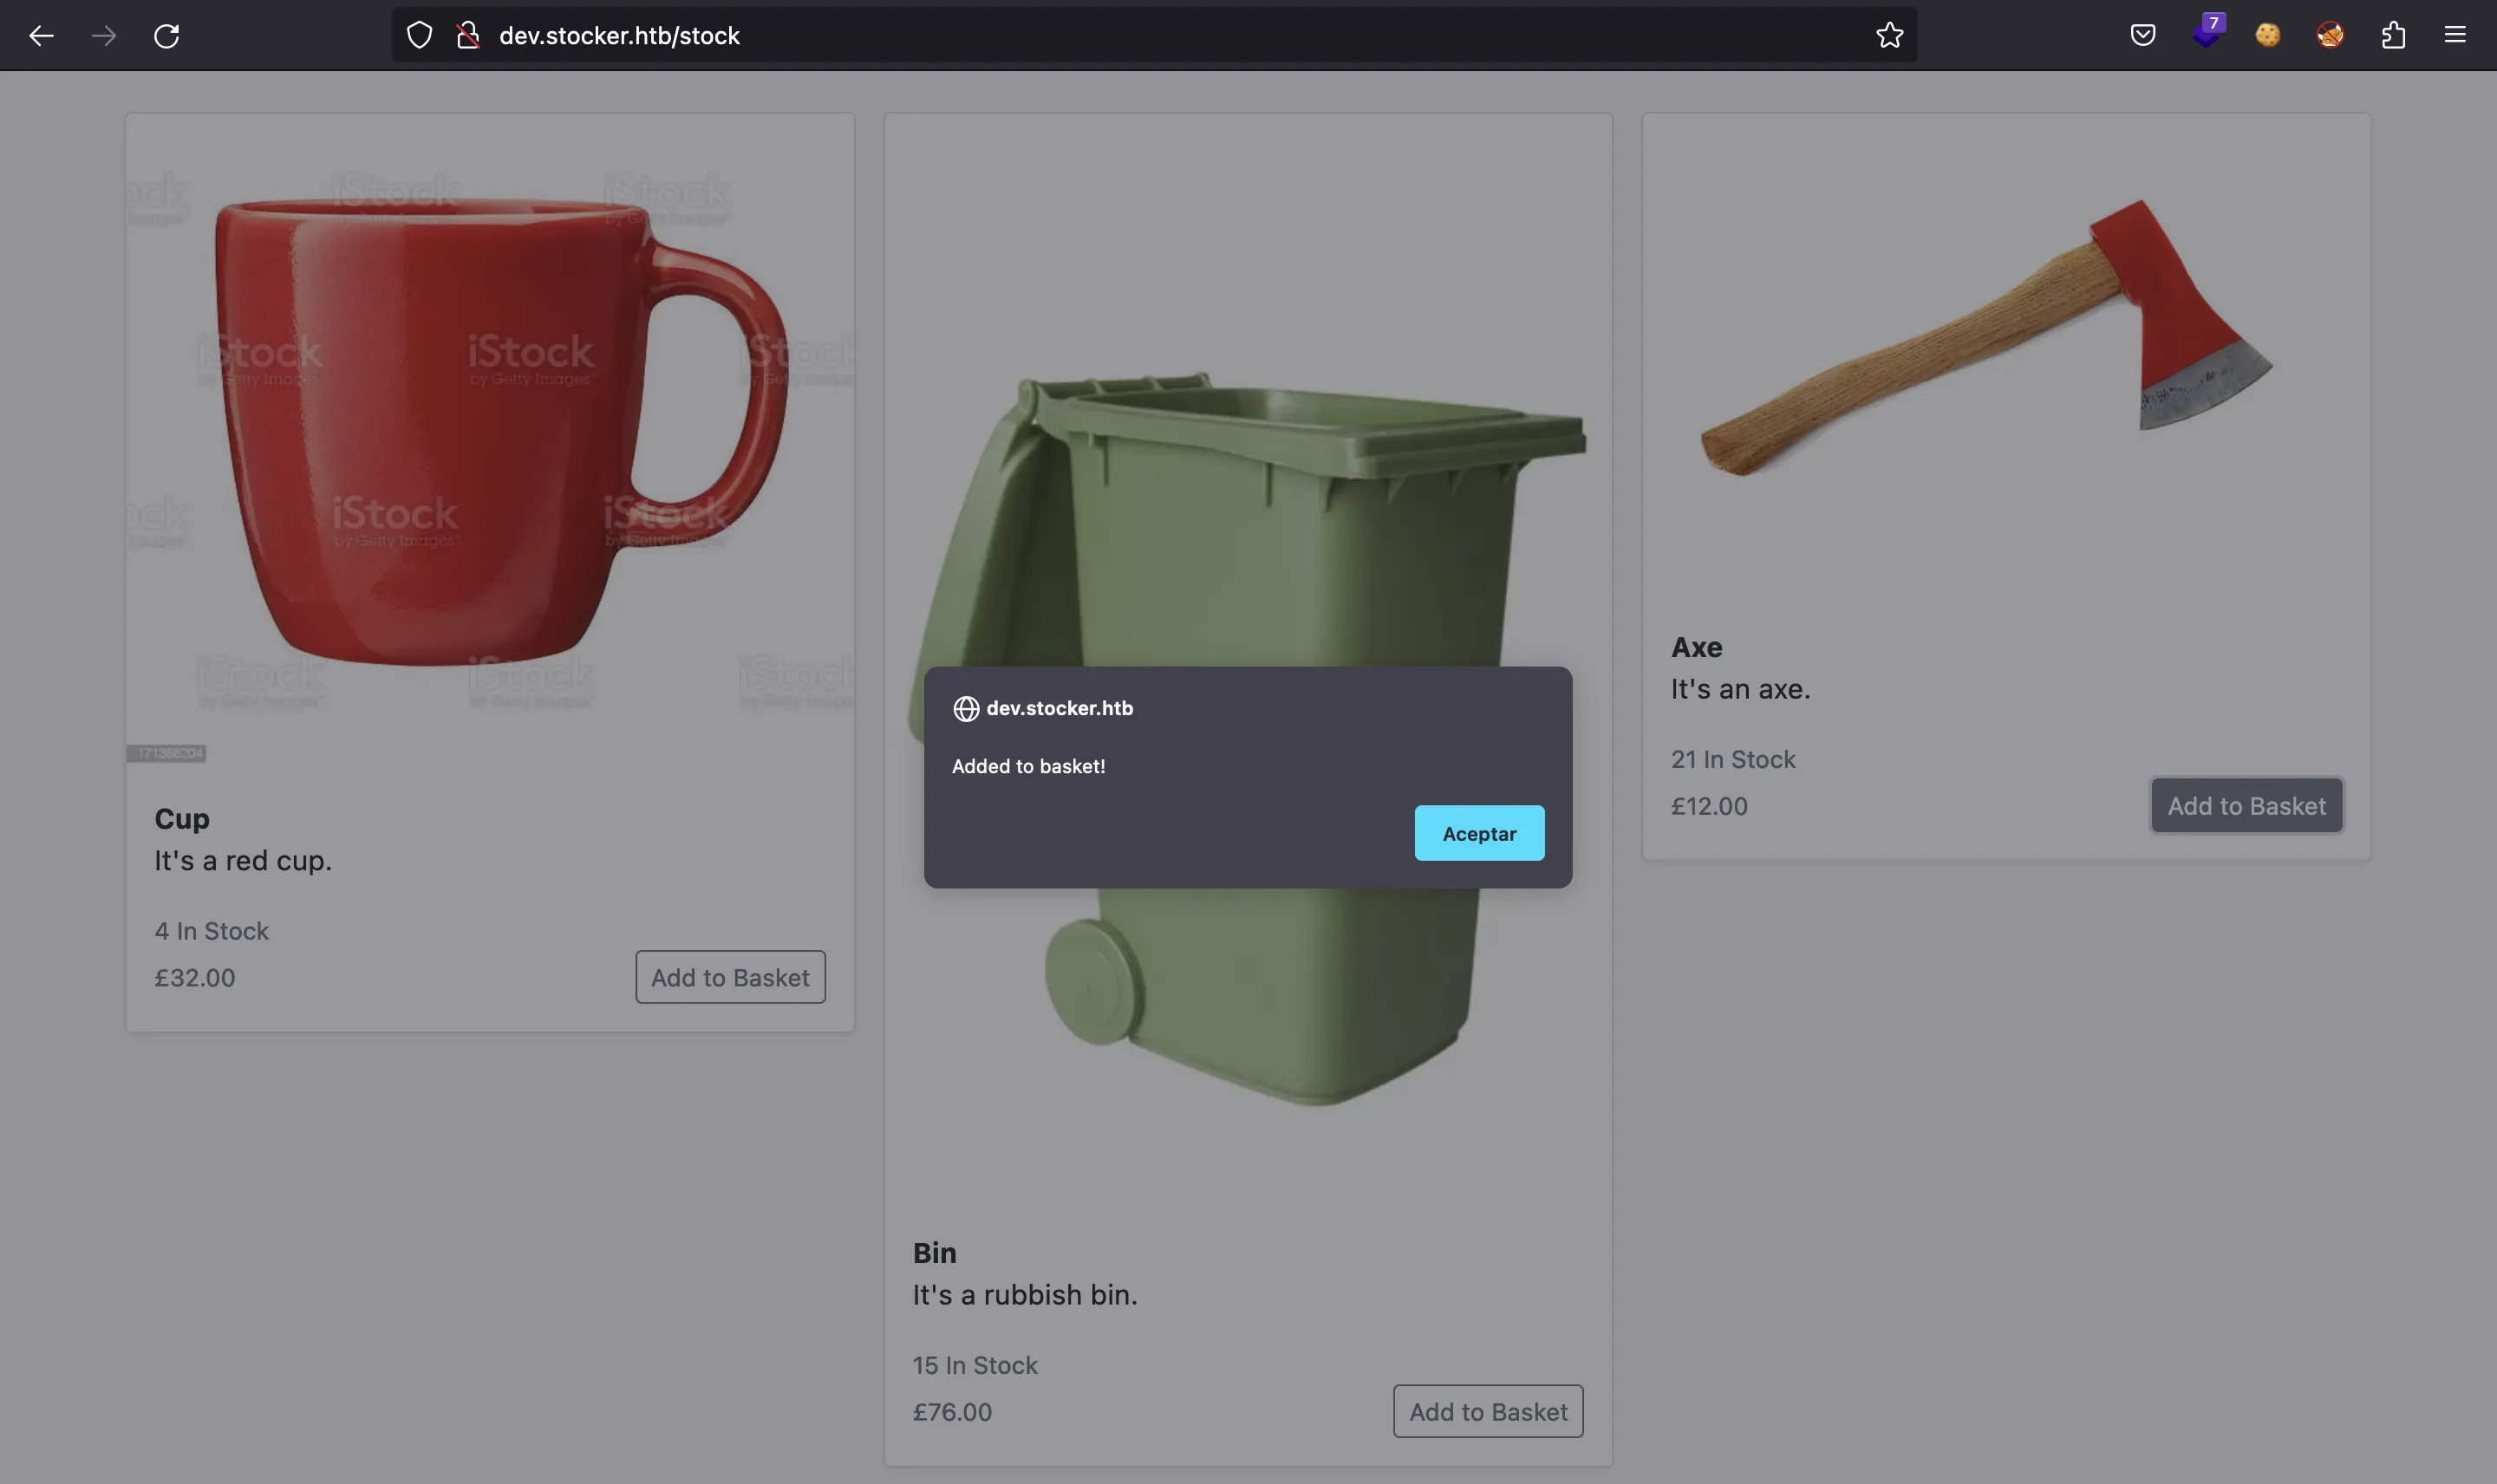 7
dev.stocker.htb/stock
iStock
by Getty Images
171368204
Cup
It's a red cup.
4 In Stock
£32.00
Add to Basket
dev.stocker.htb
Added to basket!
Aceptar
Bin
It's a rubbish bin.
15 In Stock
£76.00
Add to Basket
Axe
It's an axe.
21 In Stock
£12.00
Add to Basket